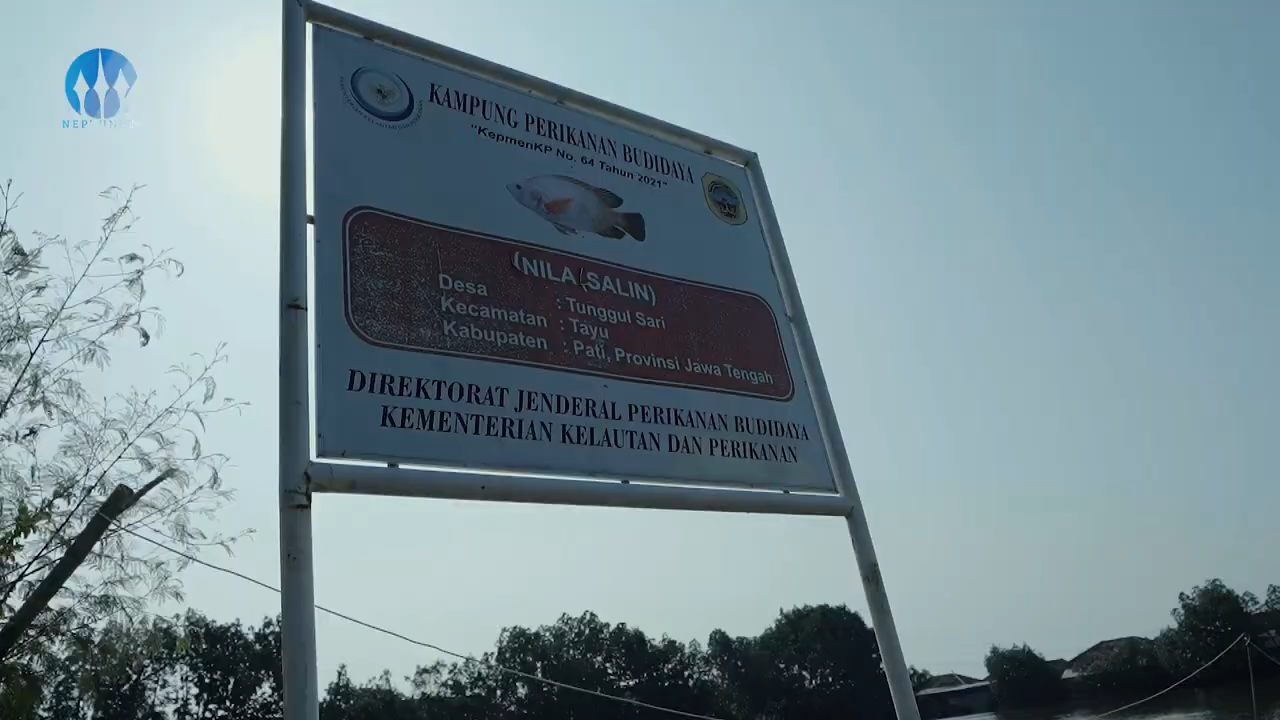 KAMPUNG PERIKANAN BUDIDAYA
"KepmenKP No. 64 Tahun 2021"
(NILA SALIN)
Desa : Tunggul Sari
Kecamatan : Tayu
Kabupaten : Pati, Provinsi Jawa Tengah
DIREKTORAT JENDERAL PERIKANAN BUDIDAYA
KEMENTERIAN KELAUTAN DAN PERIKANAN